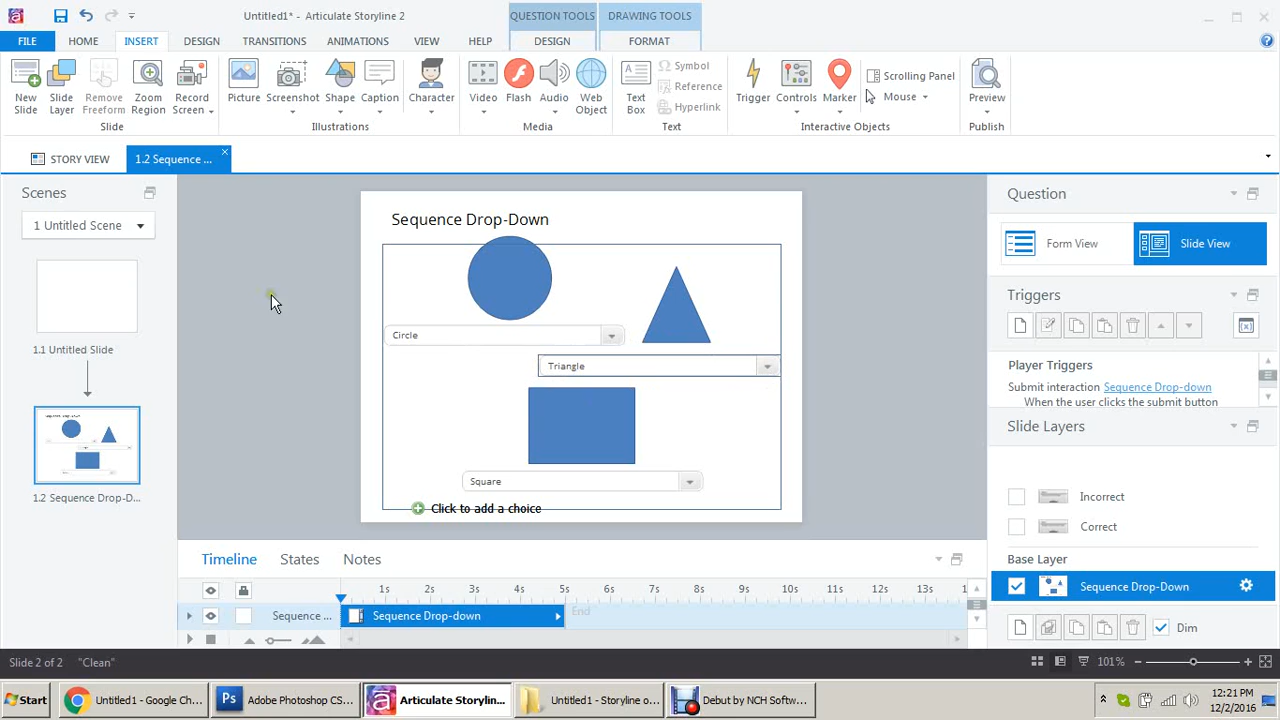 Untitled1* - Articulate Storyline 2
QUESTION TOOLS
DRAWING TOOLS
FILE
HOME
INSERT
DESIGN
TRANSITIONS
ANIMATIONS
VIEW
HELP
DESIGN
FORMAT
New Slide
Slide Layer
Remove Freeform
Zoom Region
Record Screen
Picture
Screenshot
Shape
Caption
Character
Video
Flash
Audio
Web Object
Text Box
Symbol
Reference
Hyperlink
Trigger
Controls
Marker
Scrolling Panel
Mouse
Preview
Slide
Illustrations
Media
Text
Interactive Objects
Publish
STORY VIEW
1.2 Sequence ...
Scenes
1 Untitled Scene
1.1 Untitled Slide
1.2 Sequence Drop-D...
Sequence Drop-Down
Circle
Triangle
Square
Click to add a choice
Question
Form View
Slide View
Triggers
Player Triggers
Submit interaction Sequence Drop-down
When the user clicks the submit button
Slide Layers
Incorrect
Correct
Base Layer
Sequence Drop-Down
Dim
Timeline
States
Notes
1s 2s 3s 4s 5s 6s 7s 8s 9s 10s 11s 12s 13s
Sequence ...
Sequence Drop-down
End
Slide 2 of 2
"Clean"
101%
Start
Untitled1 - Google Ch...
Ps
Adobe Photoshop CS...
Articulate Storylin...
Untitled1 - Storyline o...
Debut by NCH Softw...
12:21 PM
12/2/2016